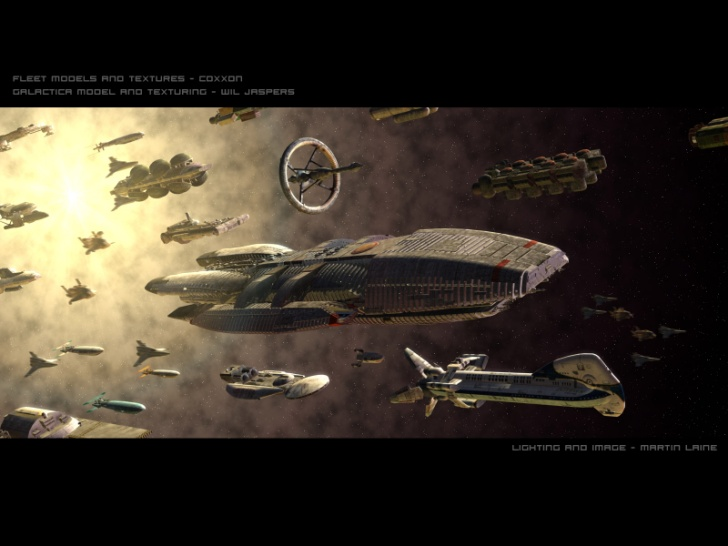 FLEET MODELS AND TEXTURES - COXXON
GALACTICA MODEL AND TEXTURING - WIL JASPERS
LIGHTING AND IMAGE - MARTIN LAINE